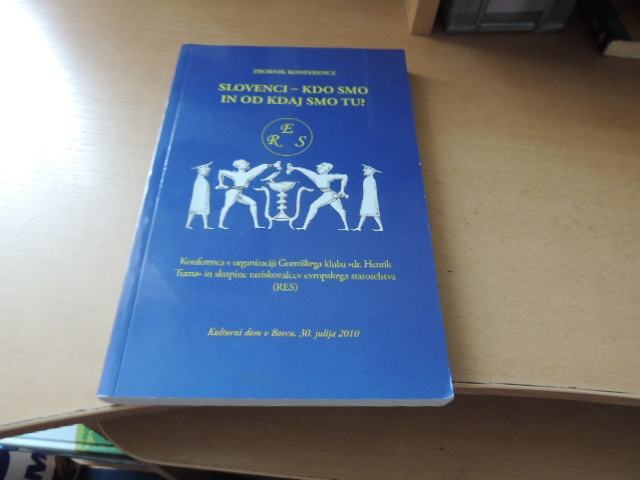 ZBORNIK KONFERENCE
SLOVENCI – KDO SMO
IN OD KDAJ SMO TU?
E
R S
Konferenca v organizaciji Gorniškega kluba »dr. Henrik
Tuma« in skupine raziskovalcev evropskega staroselstva
(RES)
Kulturni dom v Bovcu, 30. julija 2010